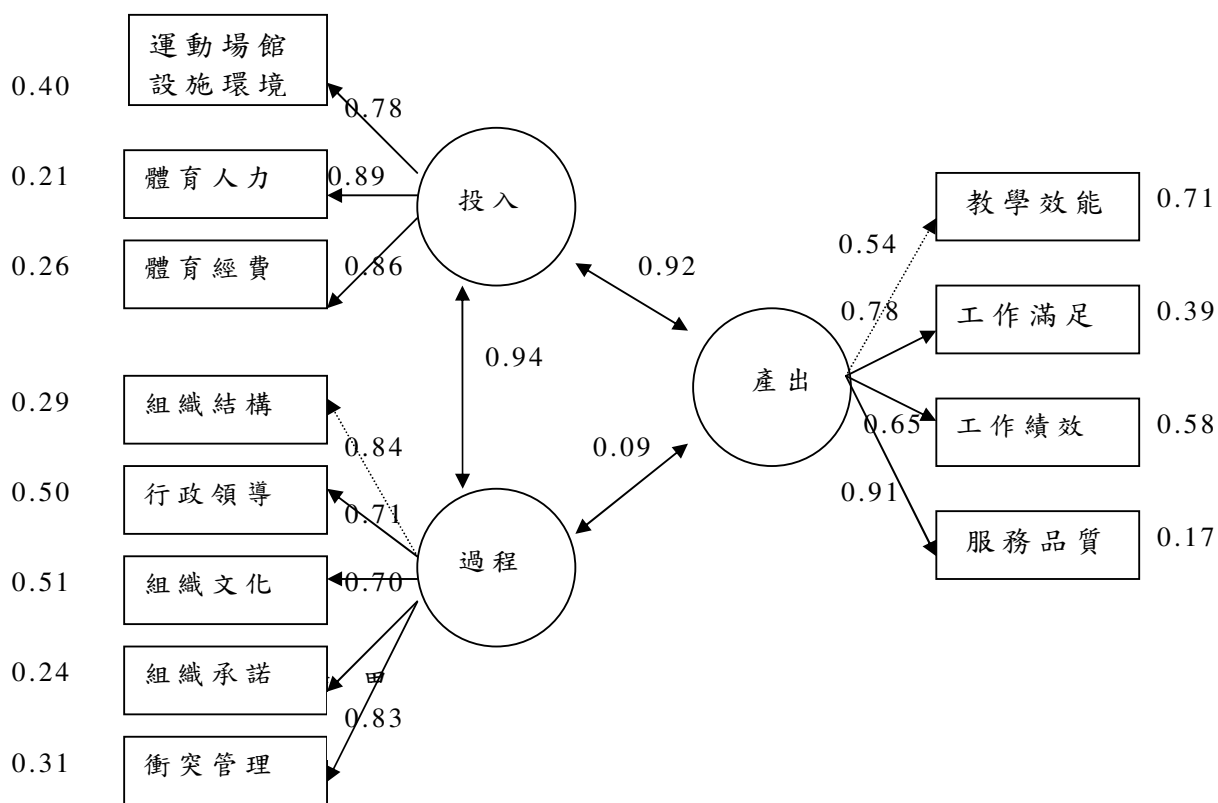 運動場館
設施環境
0.40
0.78
體育人力
0.21
0.89
投入
體育經費
0.26
0.86
0.92
教學效能
0.71
0.54
工作滿足
0.39
0.78
0.94
產出
組織結構
0.29
0.84
工作績效
0.58
0.65
0.09
行政領導
0.50
0.71
0.91
服務品質
0.17
過程
組織文化
0.51
0.70
組織承諾
0.24
0.83
衝突管理
0.31